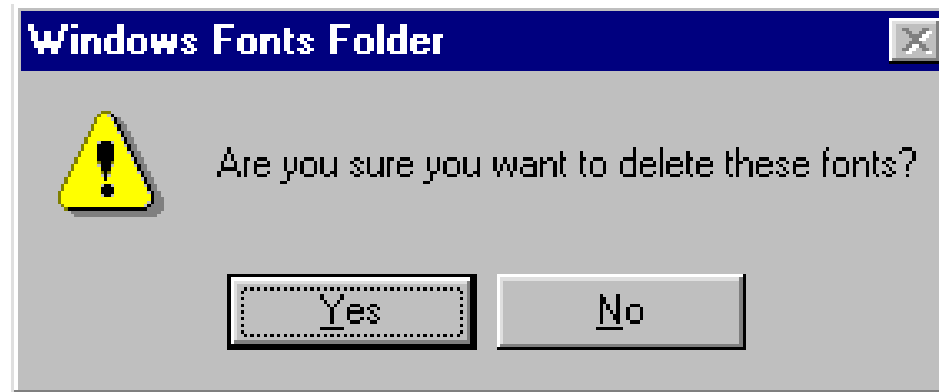 Windows Fonts Folder
Are you sure you want to delete these fonts?
Yes No